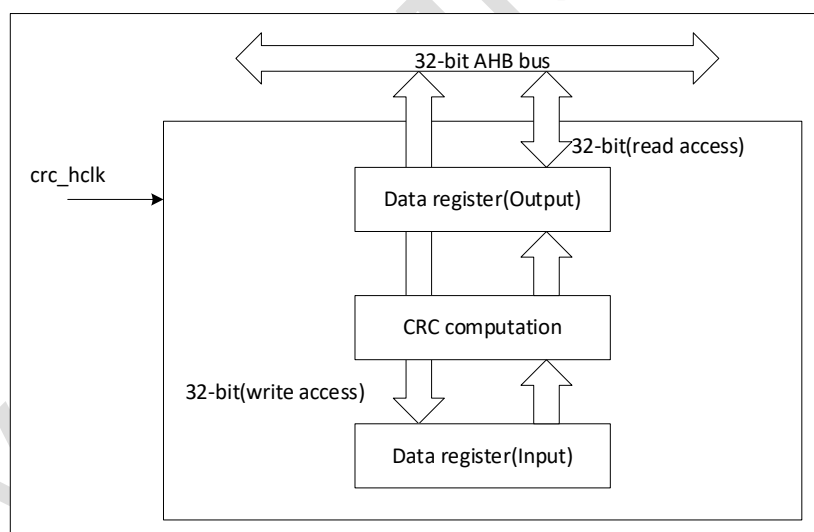 32-bit AHB bus
32-bit(read access)
crc_hclk
Data register(Output)
CRC computation
32-bit(write access)
Data register(Input)